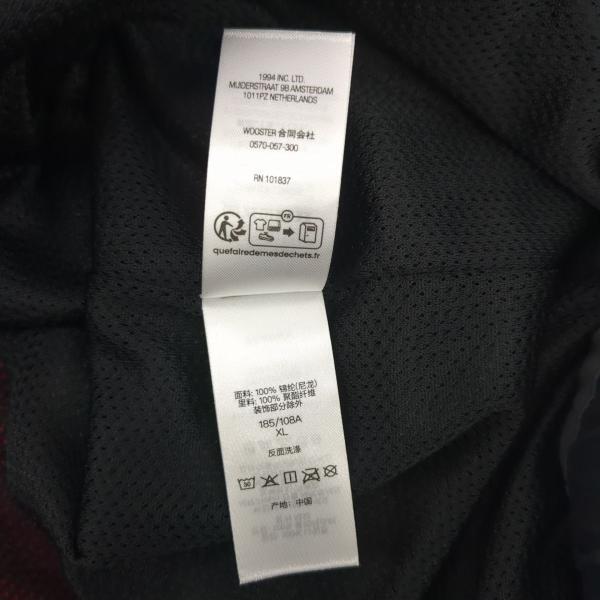 1994 INC. LTD.
MUIDERSTRAAT 9B AMSTERDAM
1011PZ NETHERLANDS
WOOSTER 合同会社
0570-057-300
RN 101837
FR
quefairedemesdechets.fr
面料: 100% 锦纶(尼龙)
里料: 100% 聚酯纤维
装饰部分除外
185/108A
XL
反面洗涤
30
产地: 中国